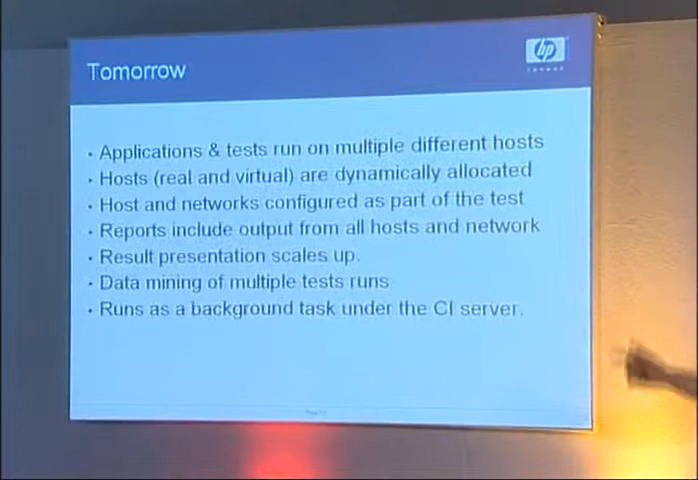 Tomorrow
hp
invent
· Applications & tests run on multiple different hosts
· Hosts (real and virtual) are dynamically allocated
· Host and networks configured as part of the test
· Reports include output from all hosts and network
· Result presentation scales up.
· Data mining of multiple tests runs
· Runs as a background task under the CI server.